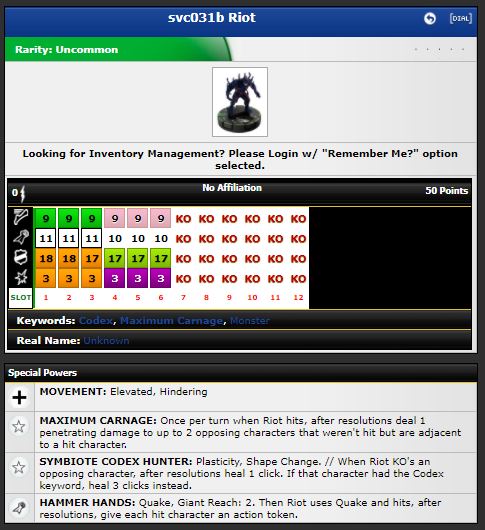 svc031b Riot
[DIAL]
Rarity: Uncommon
Looking for Inventory Management? Please Login w/ "Remember Me?" option
selected.
0 No Affiliation 50 Points
9 9 9 9 9 9 KO KO KO KO KO KO
11 11 11 10 10 10 KO KO KO KO KO KO
18 18 17 17 17 17 KO KO KO KO KO KO
3 3 3 3 3 3 KO KO KO KO KO KO
SLOT 1 2 3 4 5 6 7 8 9 10 11 12
Keywords: Codex, Maximum Carnage, Monster
Real Name: Unknown
Special Powers
MOVEMENT: Elevated, Hindering
MAXIMUM CARNAGE: Once per turn when Riot hits, after resolutions deal 1
penetrating damage to up to 2 opposing characters that weren't hit but are adjacent
to a hit character.
SYMBIOTE CODEX HUNTER: Plasticity, Shape Change. // When Riot KO's an
opposing character, after resolutions heal 1 click. If that character had the Codex
keyword, heal 3 clicks instead.
HAMMER HANDS: Quake, Giant Reach: 2. Then Riot uses Quake and hits, after
resolutions, give each hit character an action token.